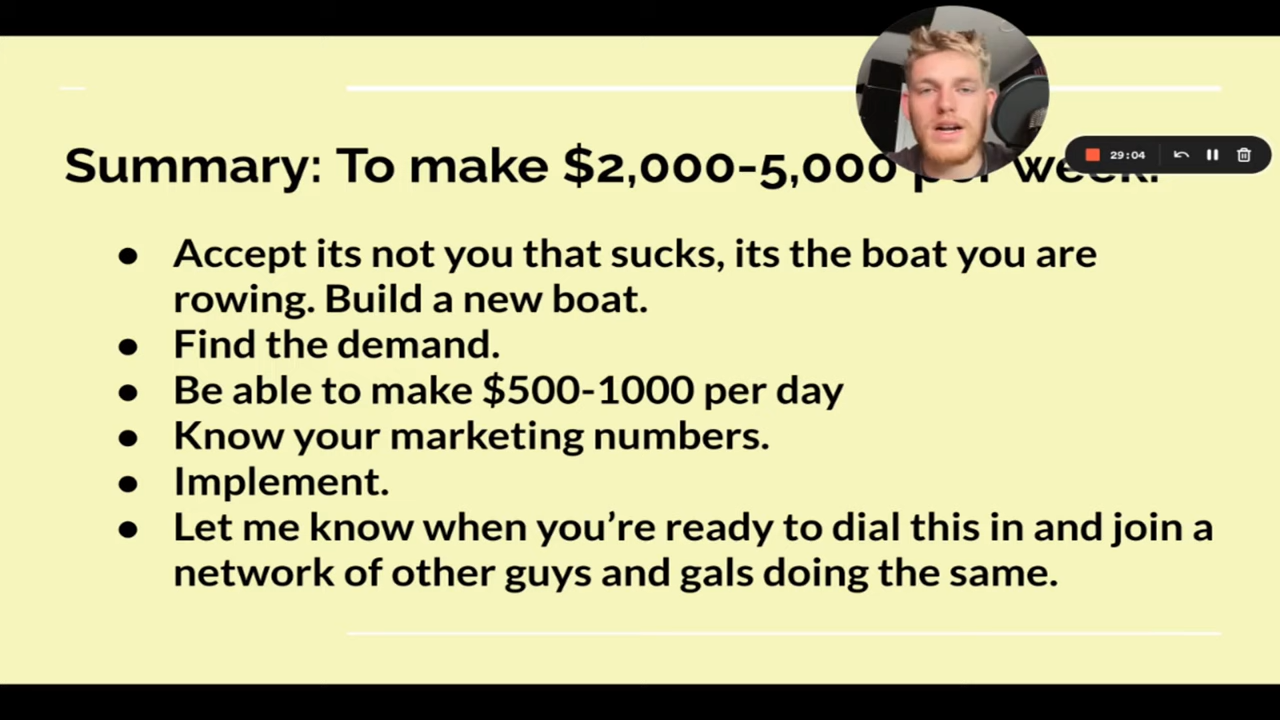 29:04
Summary: To make $2,000-5,000 per week:
● Accept its not you that sucks, its the boat you are
rowing. Build a new boat.
● Find the demand.
● Be able to make $500-1000 per day
● Know your marketing numbers.
● Implement.
● Let me know when you’re ready to dial this in and join a
network of other guys and gals doing the same.